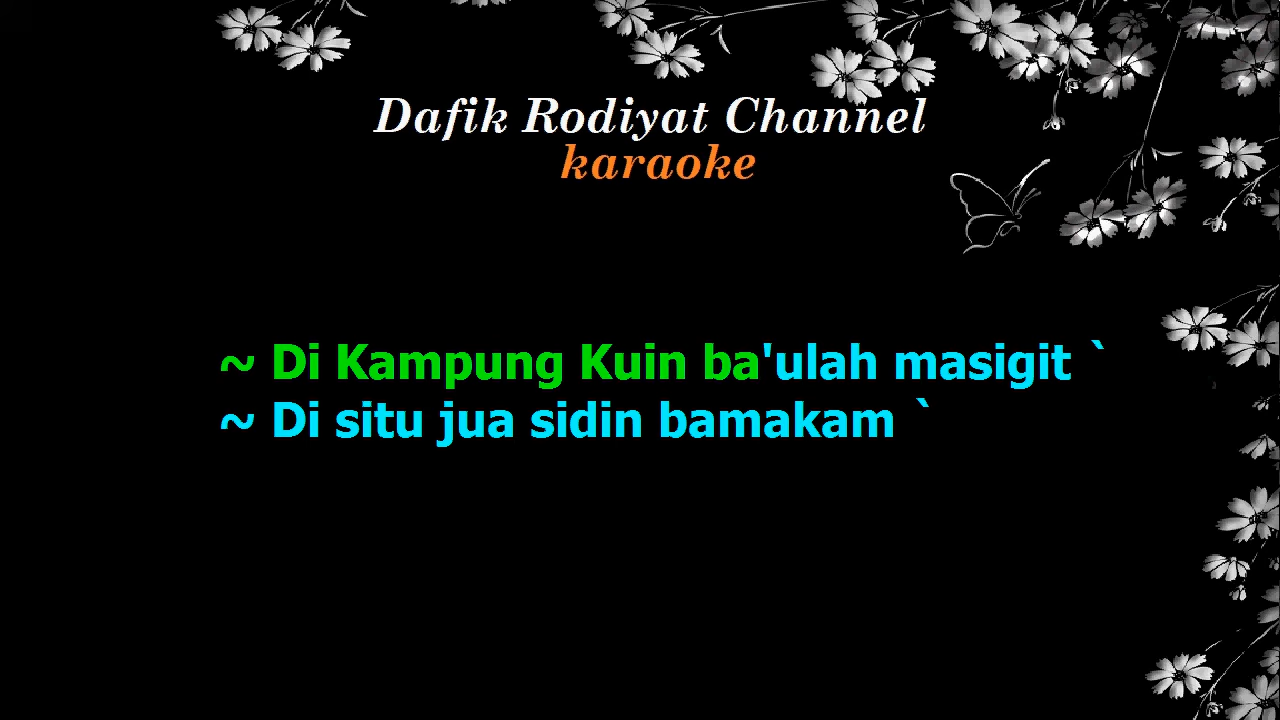 Dafik Rodiyat Channel
karaoke
~ Di Kampung Kuin ba'ulah masigit `
~ Di situ jua sidin bamakam `